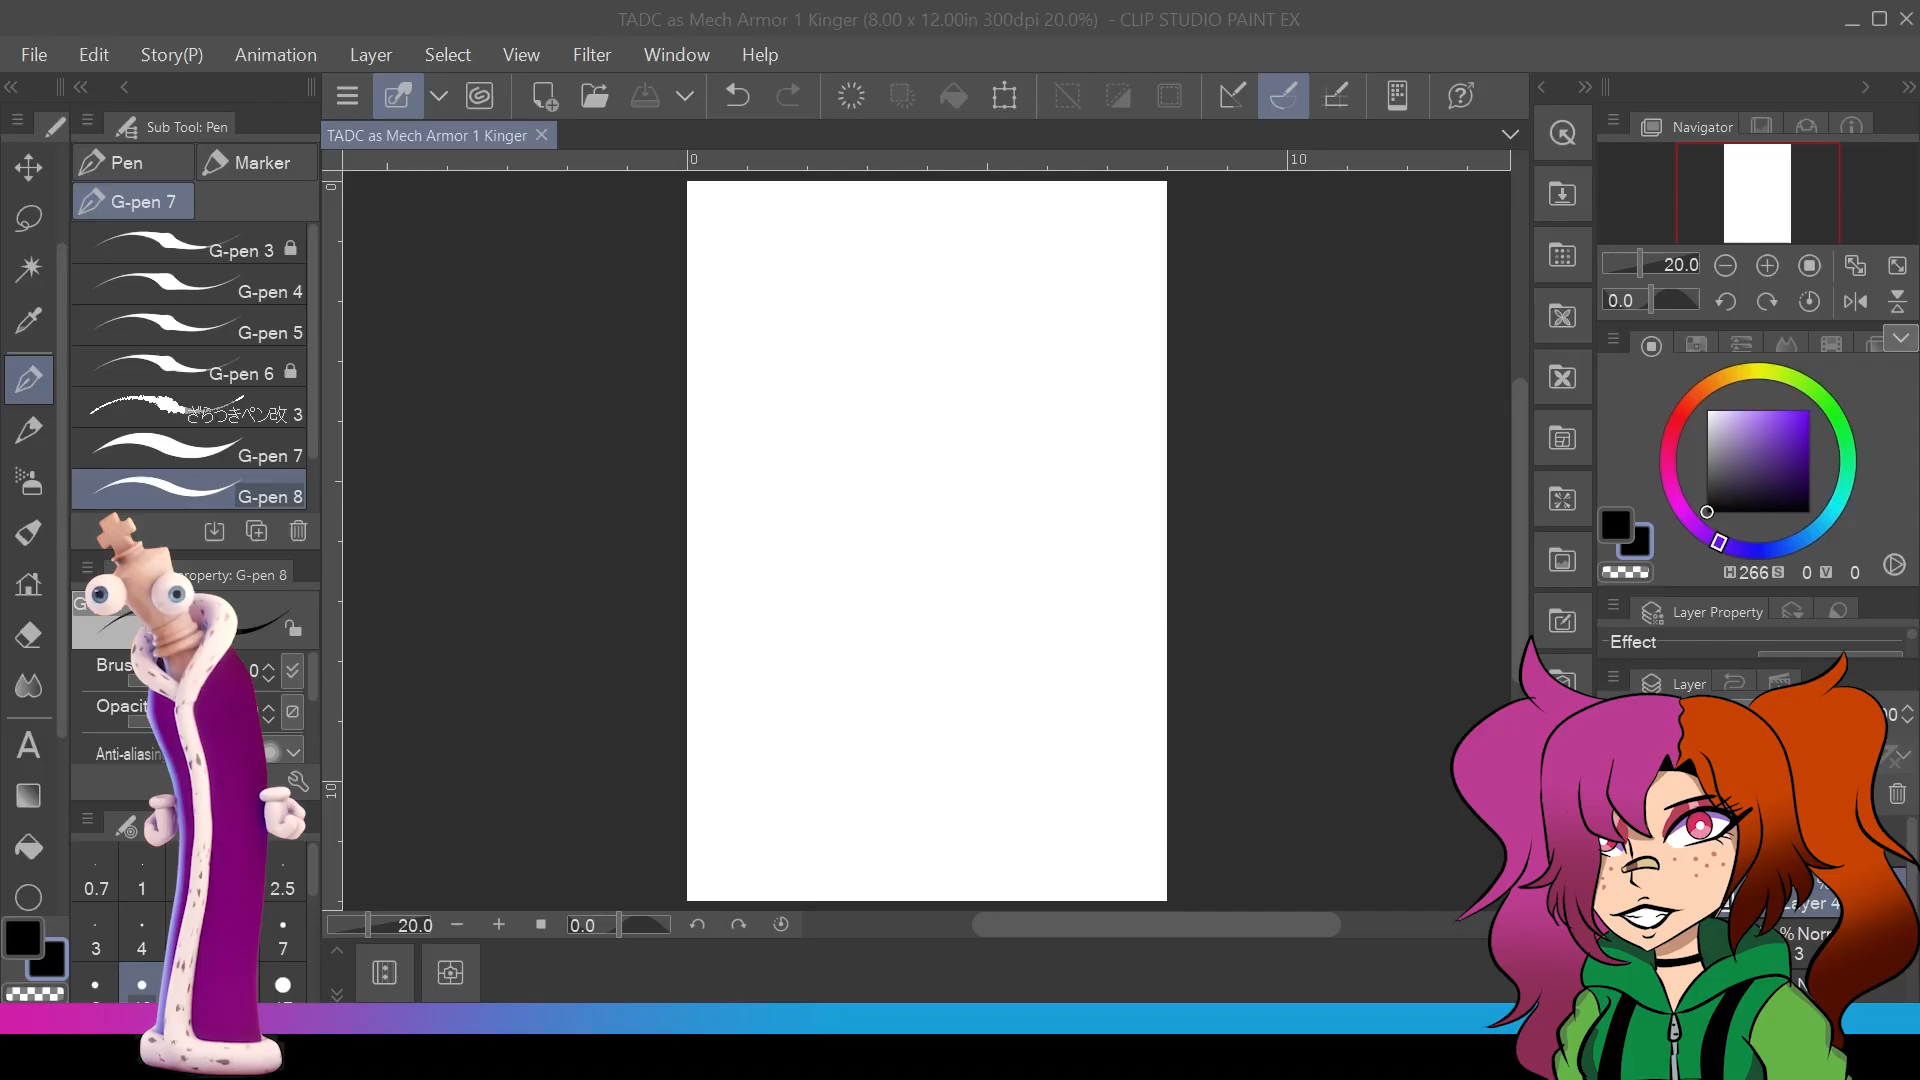 TADC as Mech Armor 1 Kinger (8.00 x 12.00in 300dpi 20.0%)  - CLIP STUDIO PAINT EX
File Edit Story(P) Animation Layer Select View Filter Window Help
Sub Tool: Pen
Navigator
TADC as Mech Armor 1 Kinger
Pen Marker
0 10
G-pen 7
0
G-pen 3
G-pen 4
20.0
0.0
G-pen 5
G-pen 6
ざらつきペン改 3
G-pen 7
G-pen 8
H 266 S 0 V 0
property: G-pen 8
Layer Property
Effect
Brus 0
Layer
Opacit
00
Anti-aliasin
10
0.7 1 2.5
%
Layer 4
20.0 0.0
% Norr
3 4 7
3